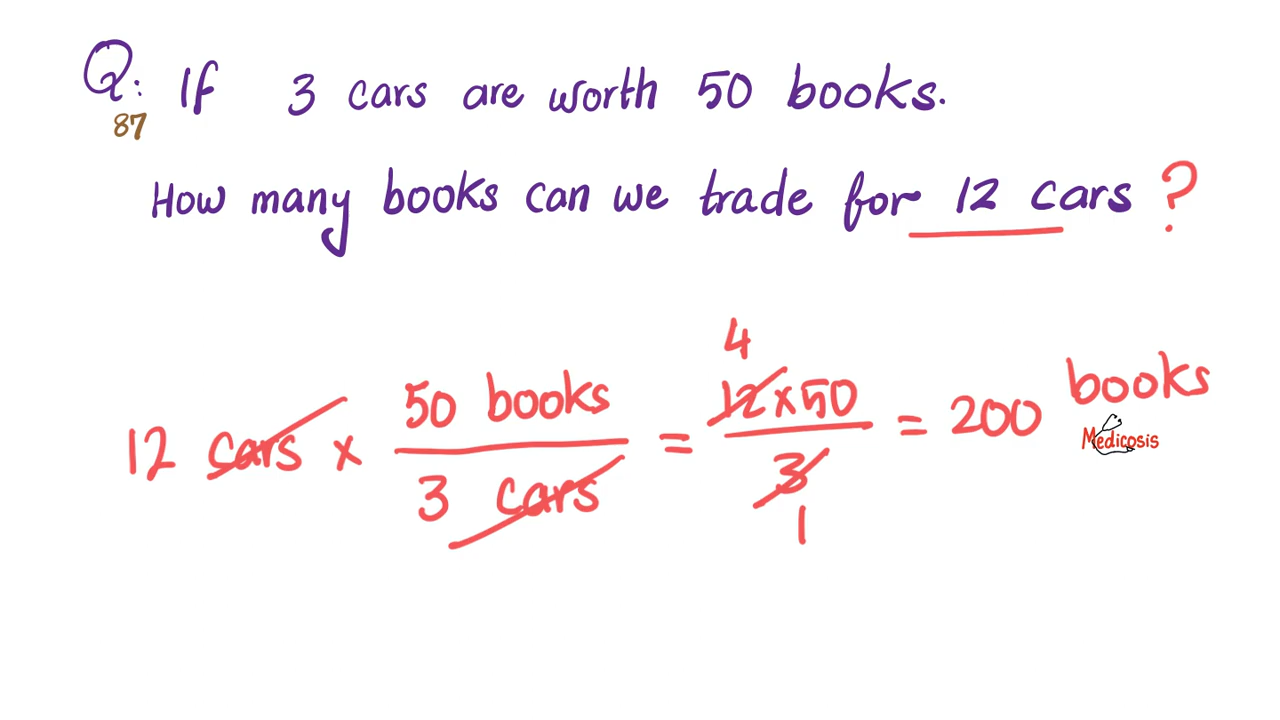 Q: If 3 cars are worth 50 books.
87
How many books can we trade for 12 cars ?
4
12 cars x 50 books = 12 x 50 = 200 books
3 cars 3
1
Medicosis